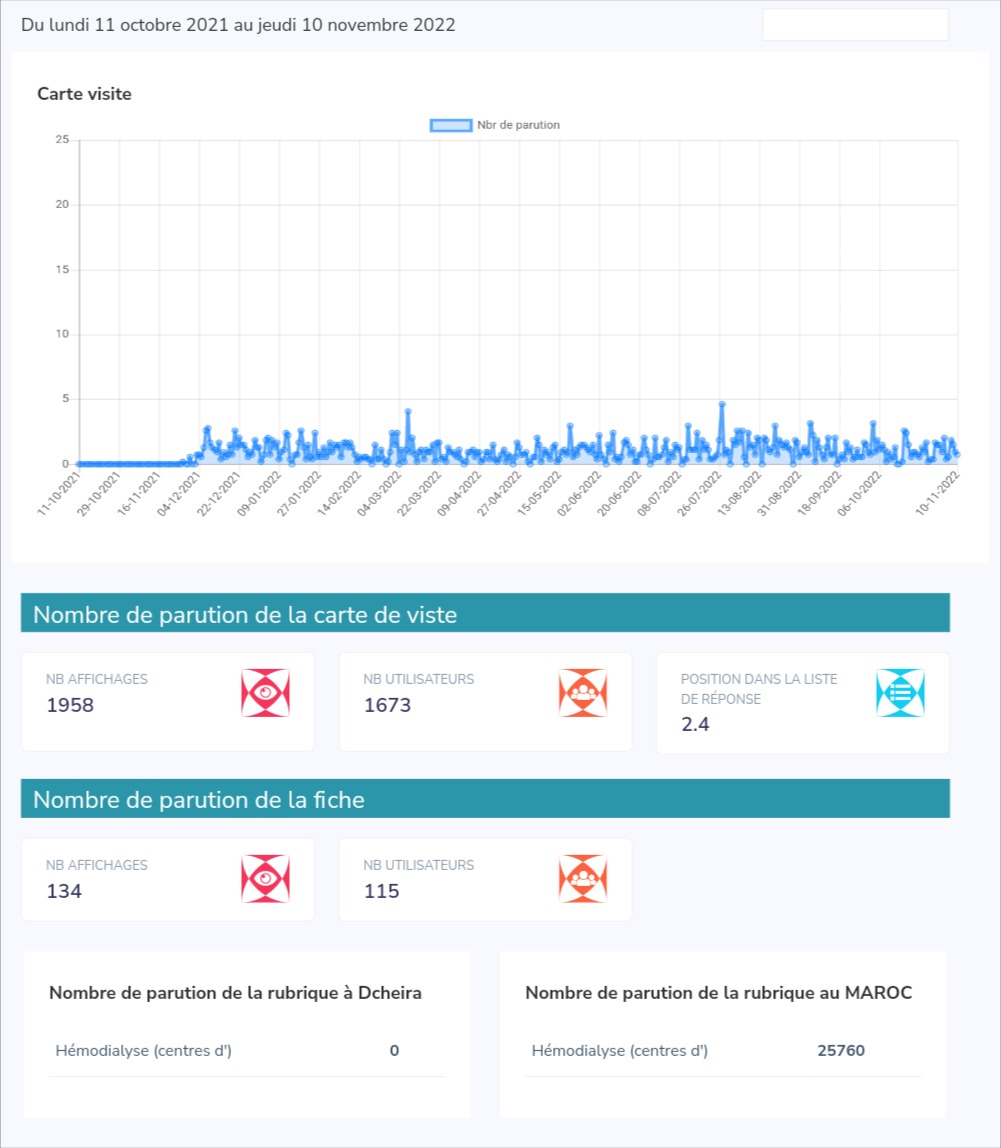 Du lundi 11 octobre 2021 au jeudi 10 novembre 2022
Carte visite
Nbr de parution
25
20
15
10
5
0
11-10-2021
29-10-2021
16-11-2021
04-12-2021
22-12-2021
09-01-2022
27-01-2022
14-02-2022
04-03-2022
22-03-2022
09-04-2022
27-04-2022
15-05-2022
02-06-2022
20-06-2022
08-07-2022
26-07-2022
13-08-2022
31-08-2022
18-09-2022
06-10-2022
10-11-2022
Nombre de parution de la carte de viste
NB AFFICHAGES
1958
NB UTILISATEURS
1673
POSITION DANS LA LISTE
DE RÉPONSE
2.4
Nombre de parution de la fiche
NB AFFICHAGES
134
NB UTILISATEURS
115
Nombre de parution de la rubrique à Dcheira
Hémodialyse (centres d') 0
Nombre de parution de la rubrique au MAROC
Hémodialyse (centres d') 25760